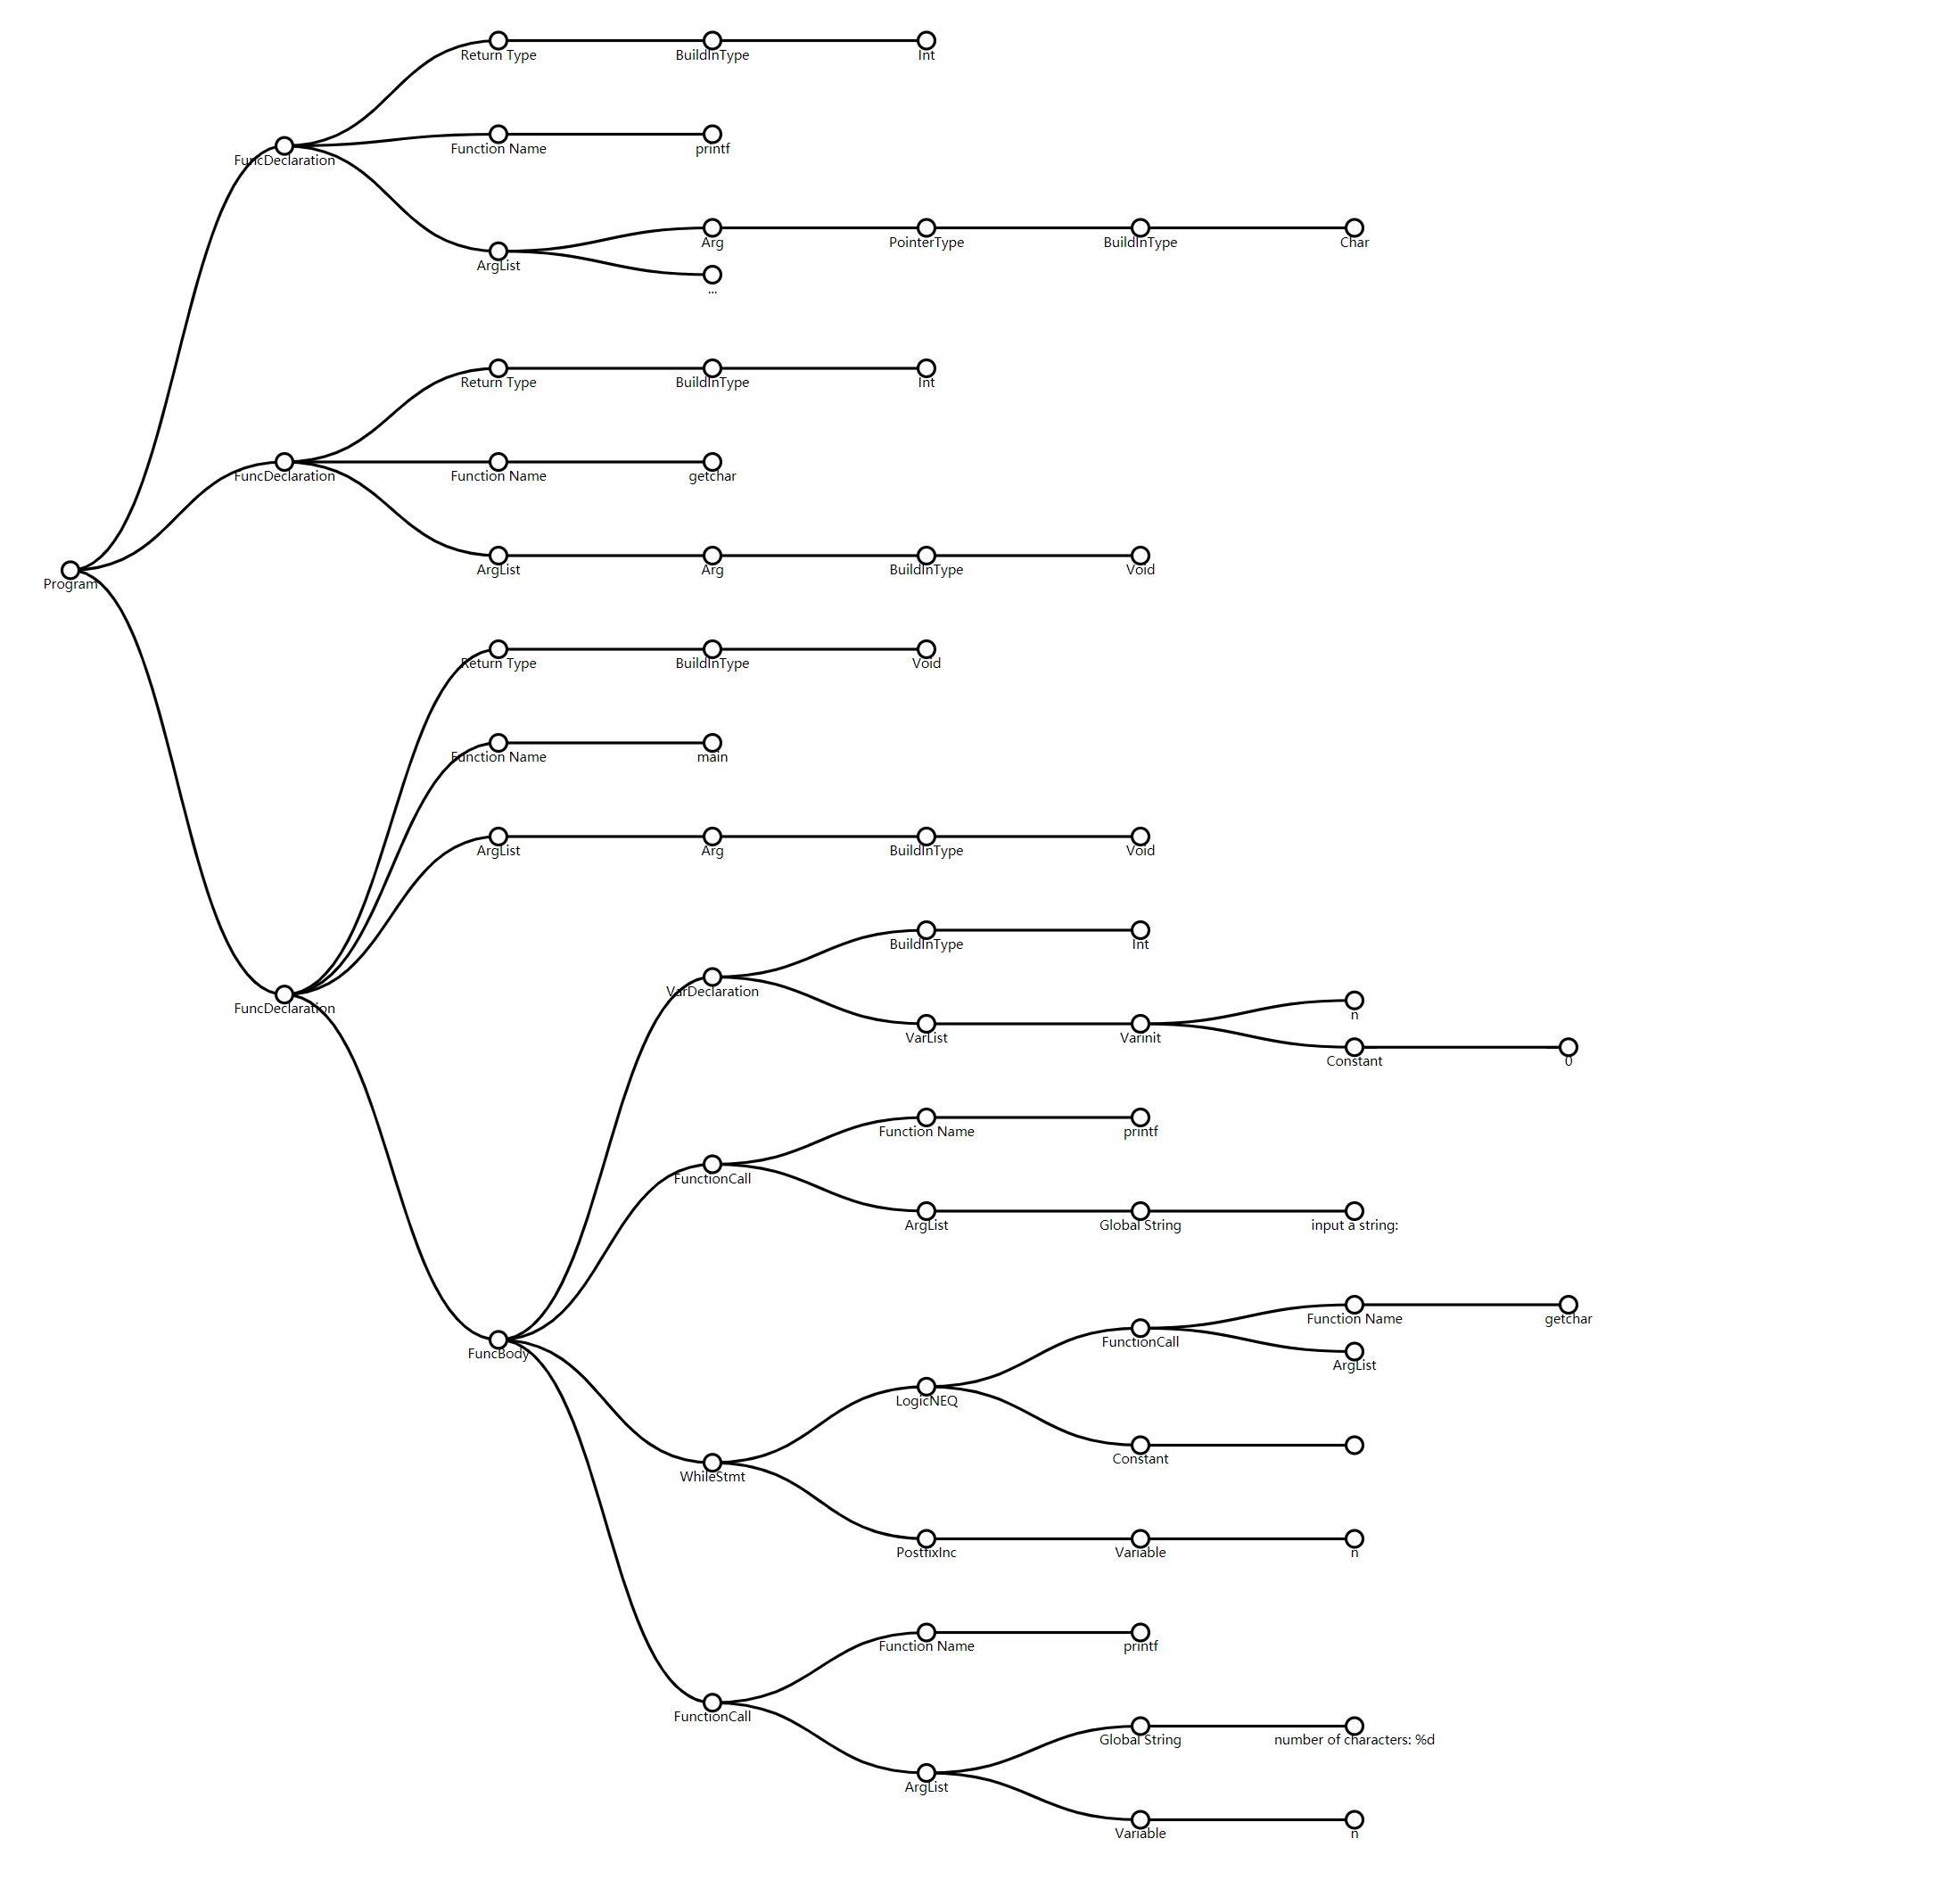 Return Type
BuildInType
Int
FuncDeclaration
Function Name
printf
ArgList
Arg
PointerType
BuildInType
Char
...
Return Type
BuildInType
Int
FuncDeclaration
Function Name
getchar
ArgList
Arg
BuildInType
Void
Program
Return Type
BuildInType
Void
Function Name
main
ArgList
Arg
BuildInType
Void
FuncDeclaration
BuildInType
Int
VarDeclaration
VarList
Varinit
n
Constant
0
Function Name
printf
FunctionCall
ArgList
Global String
input a string:
FuncBody
Function Name
getchar
FunctionCall
ArgList
LogicNEQ
Constant
WhileStmt
PostfixInc
Variable
n
Function Name
printf
FunctionCall
Global String
number of characters: %d
ArgList
Variable
n